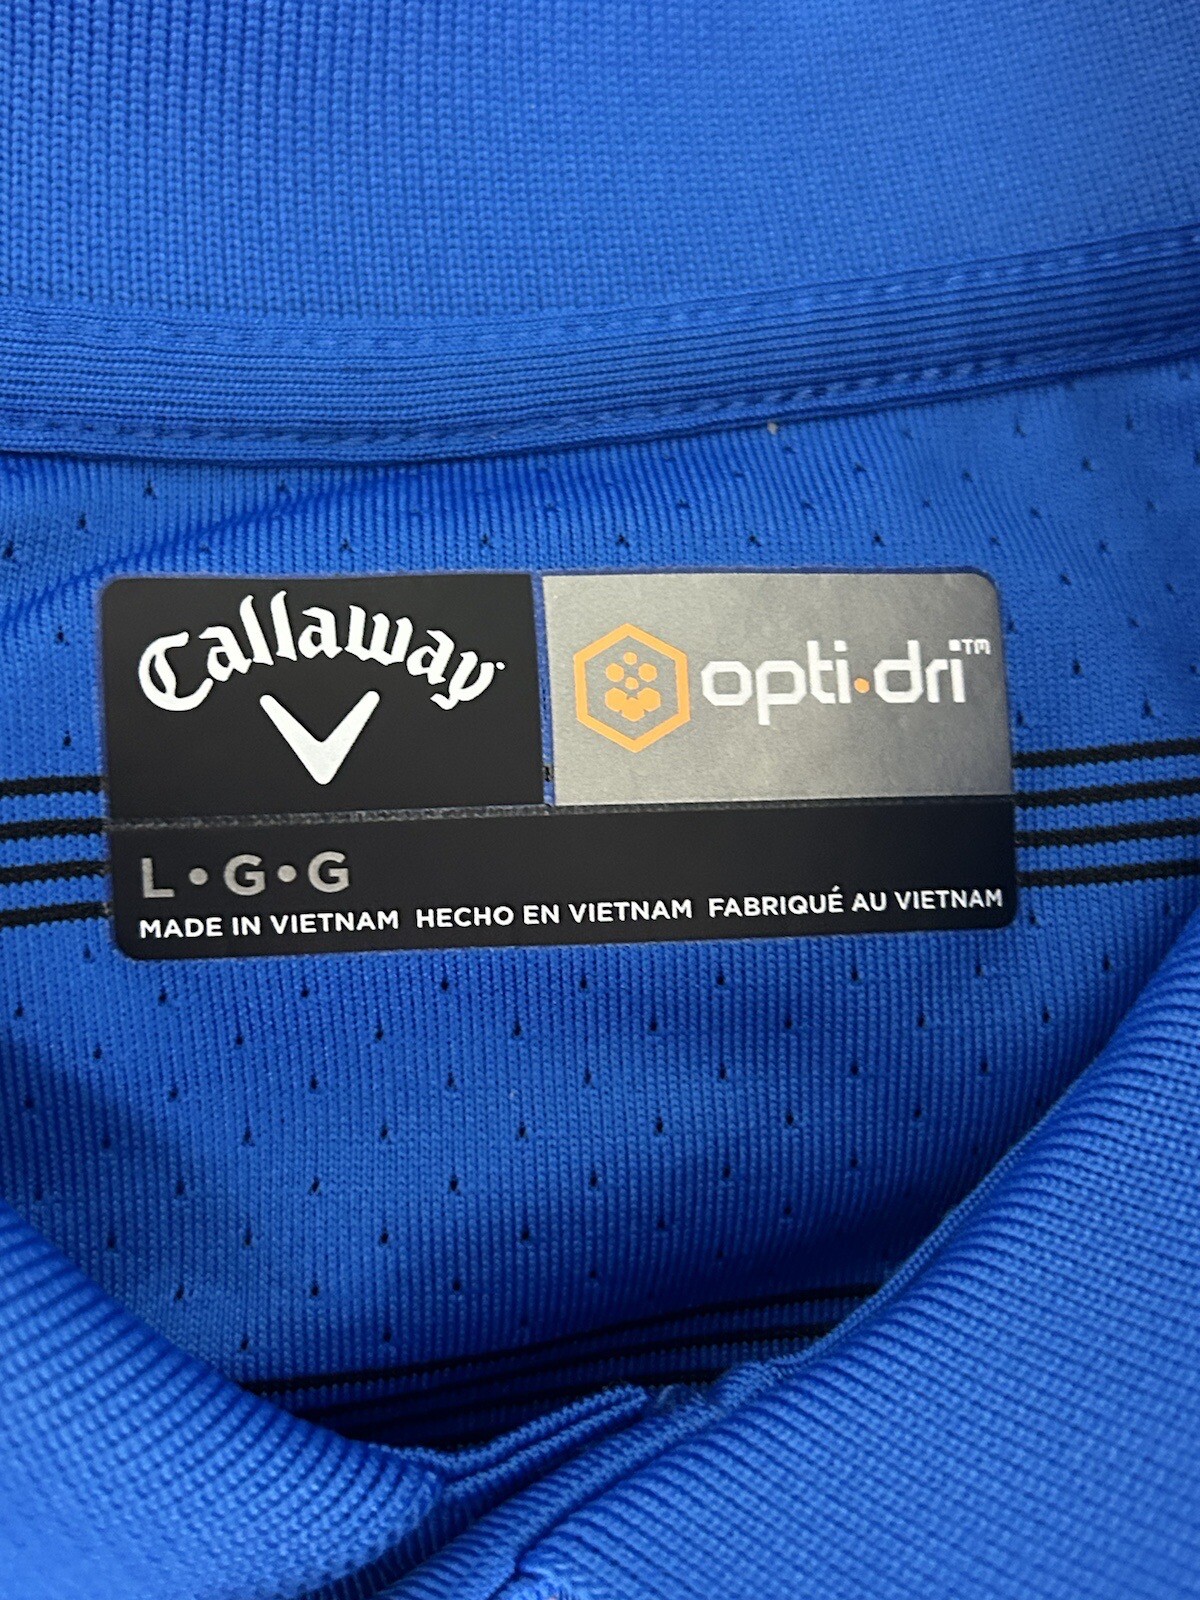 Callaway
opti·dri™
L•G•G
MADE IN VIETNAM HECHO EN VIETNAM FABRIQUÉ AU VIETNAM